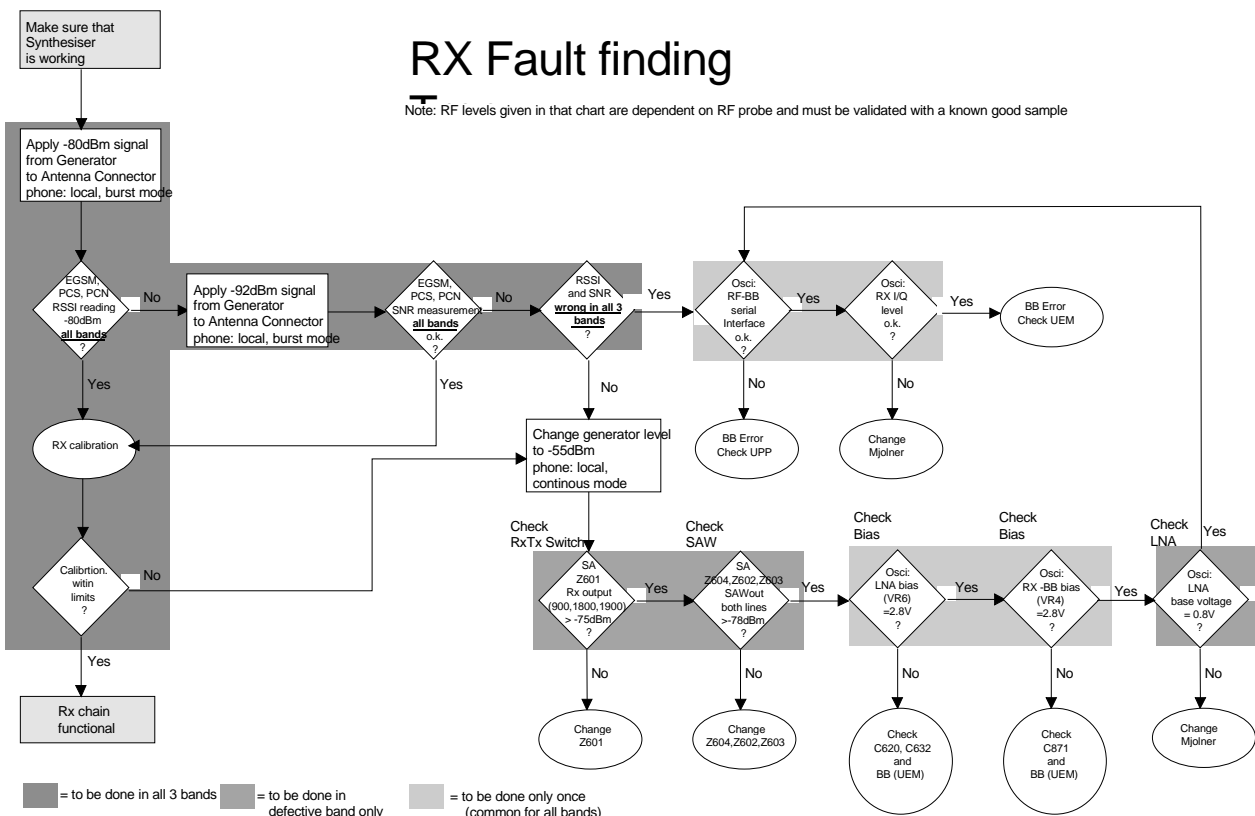 Make sure that
Synthesiser
is working
RX Fault finding
Note: RF levels given in that chart are dependent on RF probe and must be validated with a known good sample
Apply -80dBm signal
from Generator
to Antenna Connector
phone: local, burst mode
EGSM,
PCS, PCN
RSSI reading
-80dBm
all bands
?
No
Yes
Apply -92dBm signal
from Generator
to Antenna Connector
phone: local, burst mode
EGSM,
PCS, PCN
SNR measurement
all bands
o.k.
?
No
Yes
RSSI
and SNR
wrong in all 3
bands
?
Yes
No
Osci:
RF-BB
serial
Interface
o.k.
?
Yes
No
Osci:
RX I/Q
level
o.k.
?
Yes
No
BB Error
Check UEM
RX calibration
Change generator level
to -55dBm
phone: local,
continous mode
BB Error
Check UPP
Change
Mjolner
Calibrtion.
witin
limits
?
No
Yes
Rx chain
functional
Check
RxTx Switch
SA
Z601
Rx output
(900,1800,1900)
> -75dBm
?
Yes
No
Change
Z601
Check
SAW
SA
Z604,Z602,Z603
SAWout
both lines
>-78dBm
?
Yes
No
Change
Z604,Z602,Z603
Check
Bias
Osci:
LNA bias
(VR6)
=2.8V
?
Yes
No
Check
C620, C632
and
BB (UEM)
Check
Bias
Osci:
RX -BB bias
(VR4)
=2.8V
?
Yes
No
Check
C871
and
BB (UEM)
Check
LNA
Yes
Osci:
LNA
base voltage
= 0.8V
?
No
Change
Mjolner
= to be done in all 3 bands
= to be done in
defective band only
= to be done only once
(common for all bands)